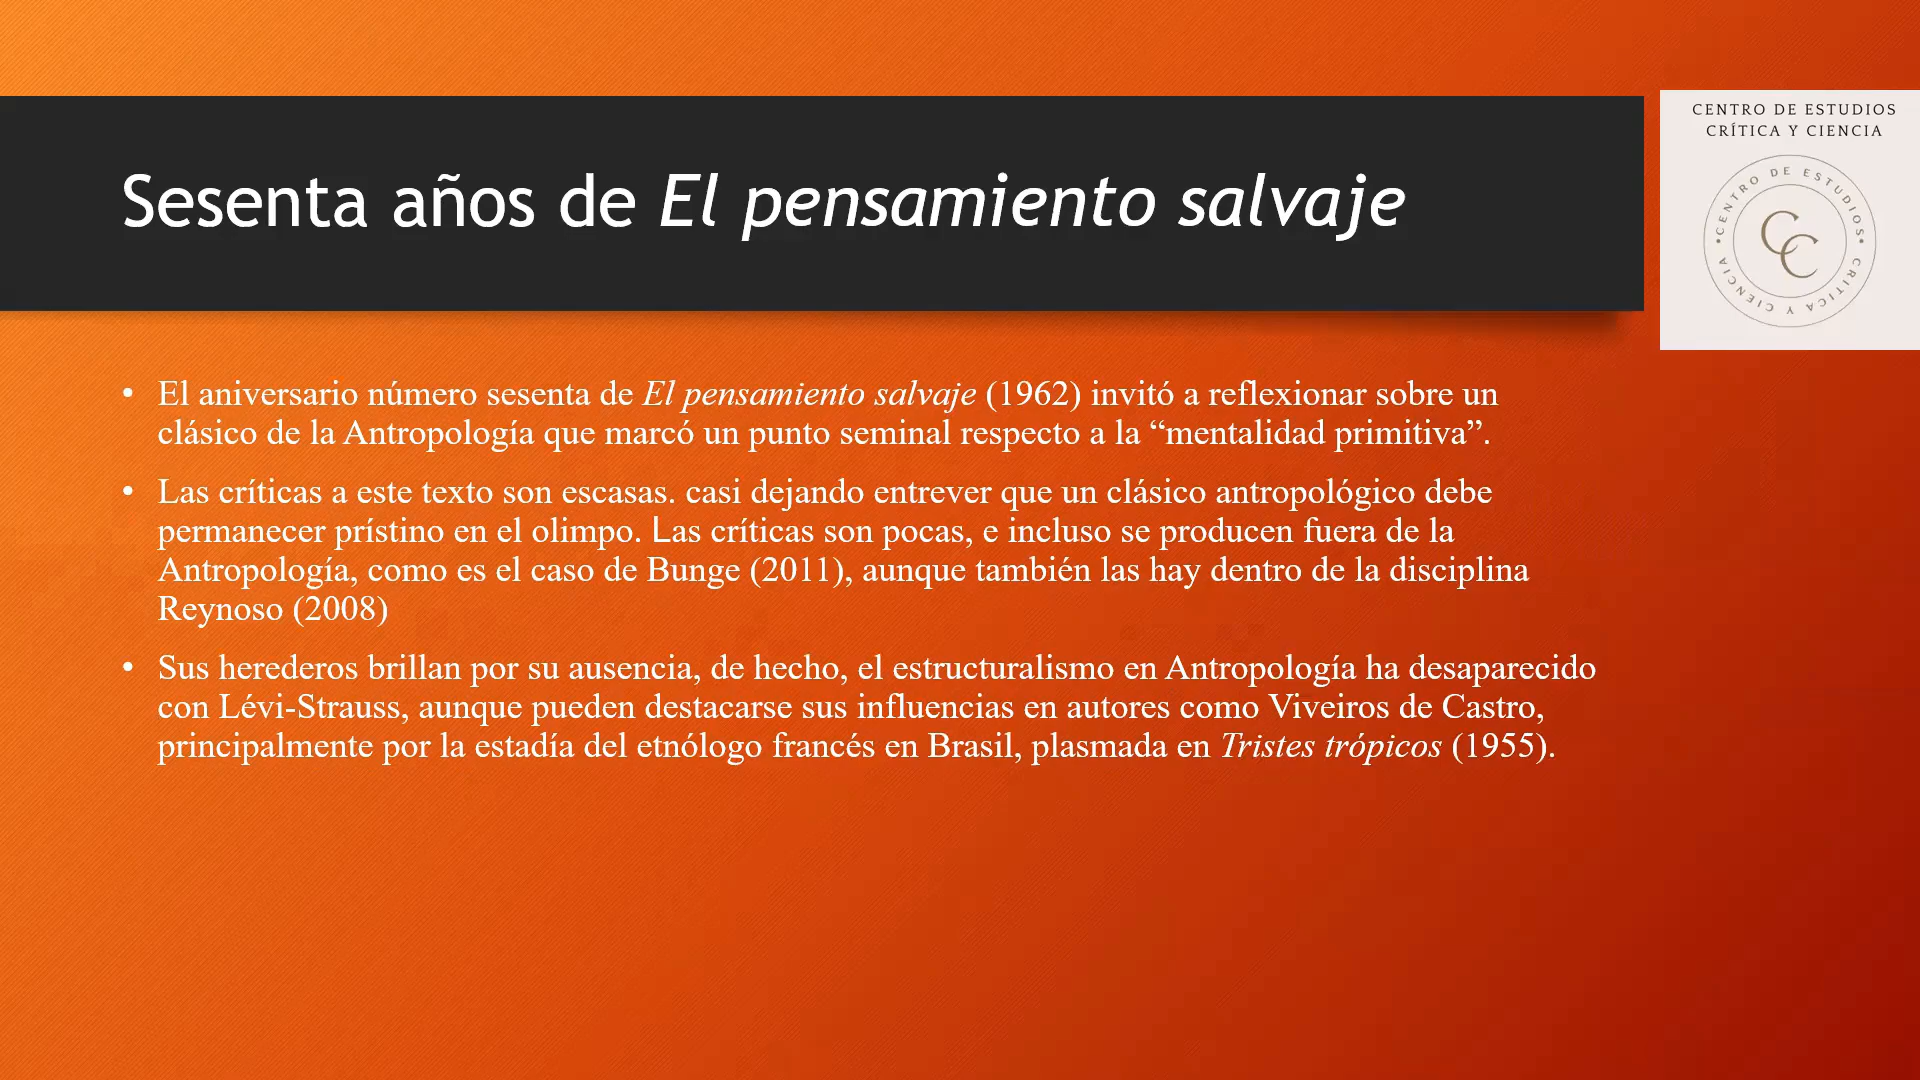 CENTRO DE ESTUDIOS
CRÍTICA Y CIENCIA
CENTRO DE ESTUDIOS
CRITICA Y CIENCIA
CC
Sesenta años de El pensamiento salvaje
• El aniversario número sesenta de El pensamiento salvaje (1962) invitó a reflexionar sobre un
clásico de la Antropología que marcó un punto seminal respecto a la “mentalidad primitiva”.
• Las críticas a este texto son escasas. casi dejando entrever que un clásico antropológico debe
permanecer prístino en el olimpo. Las críticas son pocas, e incluso se producen fuera de la
Antropología, como es el caso de Bunge (2011), aunque también las hay dentro de la disciplina
Reynoso (2008)
• Sus herederos brillan por su ausencia, de hecho, el estructuralismo en Antropología ha desaparecido
con Lévi-Strauss, aunque pueden destacarse sus influencias en autores como Viveiros de Castro,
principalmente por la estadía del etnólogo francés en Brasil, plasmada en Tristes trópicos (1955).